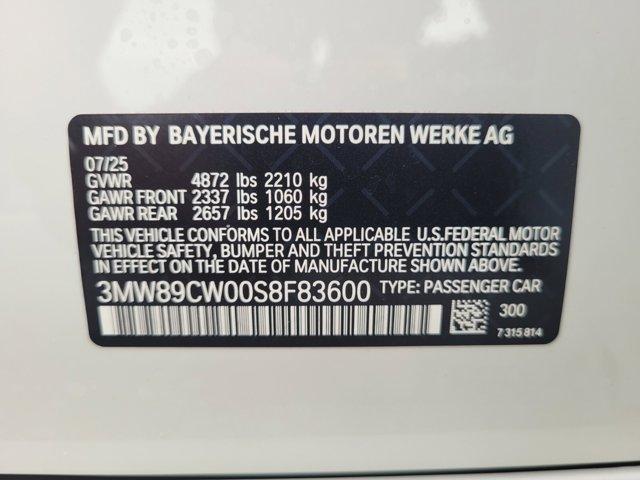 MFD BY BAYERISCHE MOTOREN WERKE AG
07/25
GVWR 4872 lbs 2210 kg
GAWR FRONT 2337 lbs 1060 kg
GAWR REAR 2657 lbs 1205 kg
THIS VEHICLE CONFORMS TO ALL APPLICABLE U.S.FEDERAL MOTOR
VEHICLE SAFETY, BUMPER AND THEFT PREVENTION STANDARDS
IN EFFECT ON THE DATE OF MANUFACTURE SHOWN ABOVE.
3MW89CW00S8F83600 TYPE: PASSENGER CAR
300
7 315 814